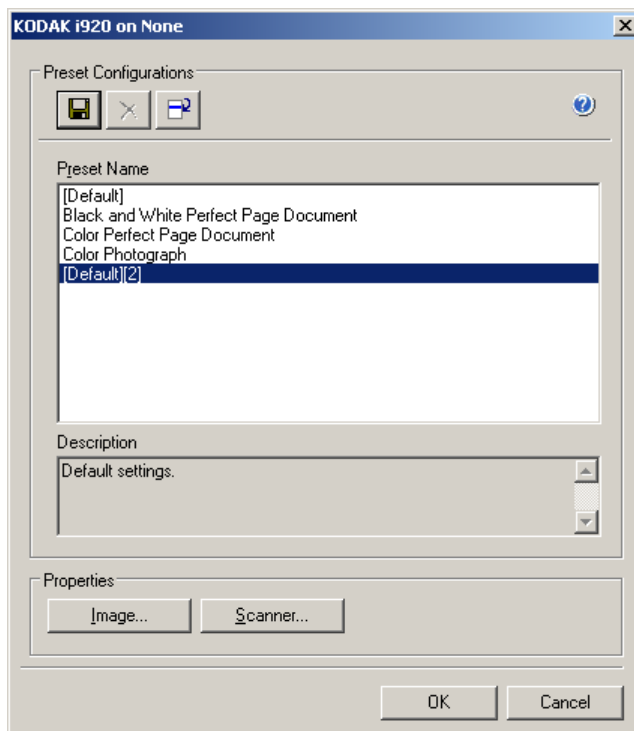 KODAK i920 on None
Preset Configurations
Preset Name
[Default]
Black and White Perfect Page Document
Color Perfect Page Document
Color Photograph
[Default][2]
Description
Default settings.
Properties
Image... Scanner...
OK Cancel